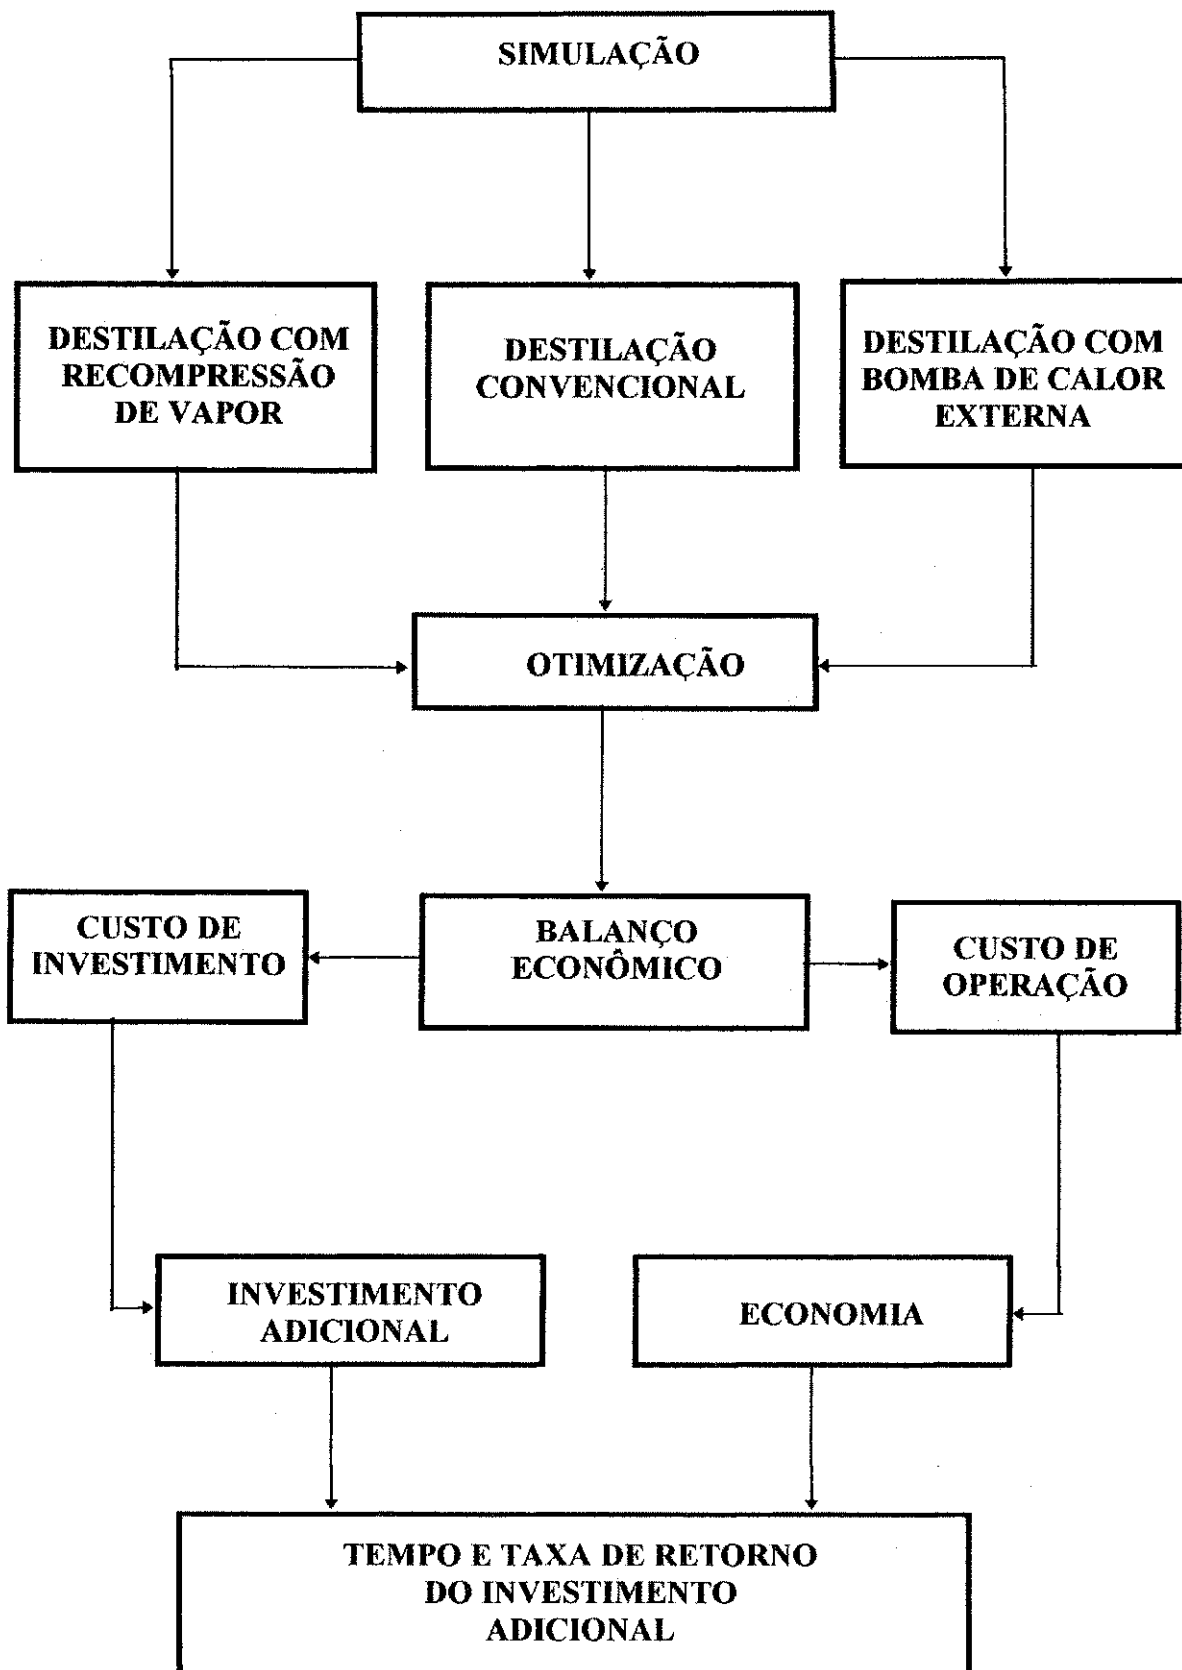 SIMULAÇÃO
DESTILAÇÃO COM
RECOMPRESSÃO
DE VAPOR
DESTILAÇÃO
CONVENCIONAL
DESTILAÇÃO COM
BOMBA DE CALOR
EXTERNA
OTIMIZAÇÃO
CUSTO DE
INVESTIMENTO
BALANÇO
ECONÔMICO
CUSTO DE
OPERAÇÃO
INVESTIMENTO
ADICIONAL
ECONOMIA
TEMPO E TAXA DE RETORNO
DO INVESTIMENTO
ADICIONAL